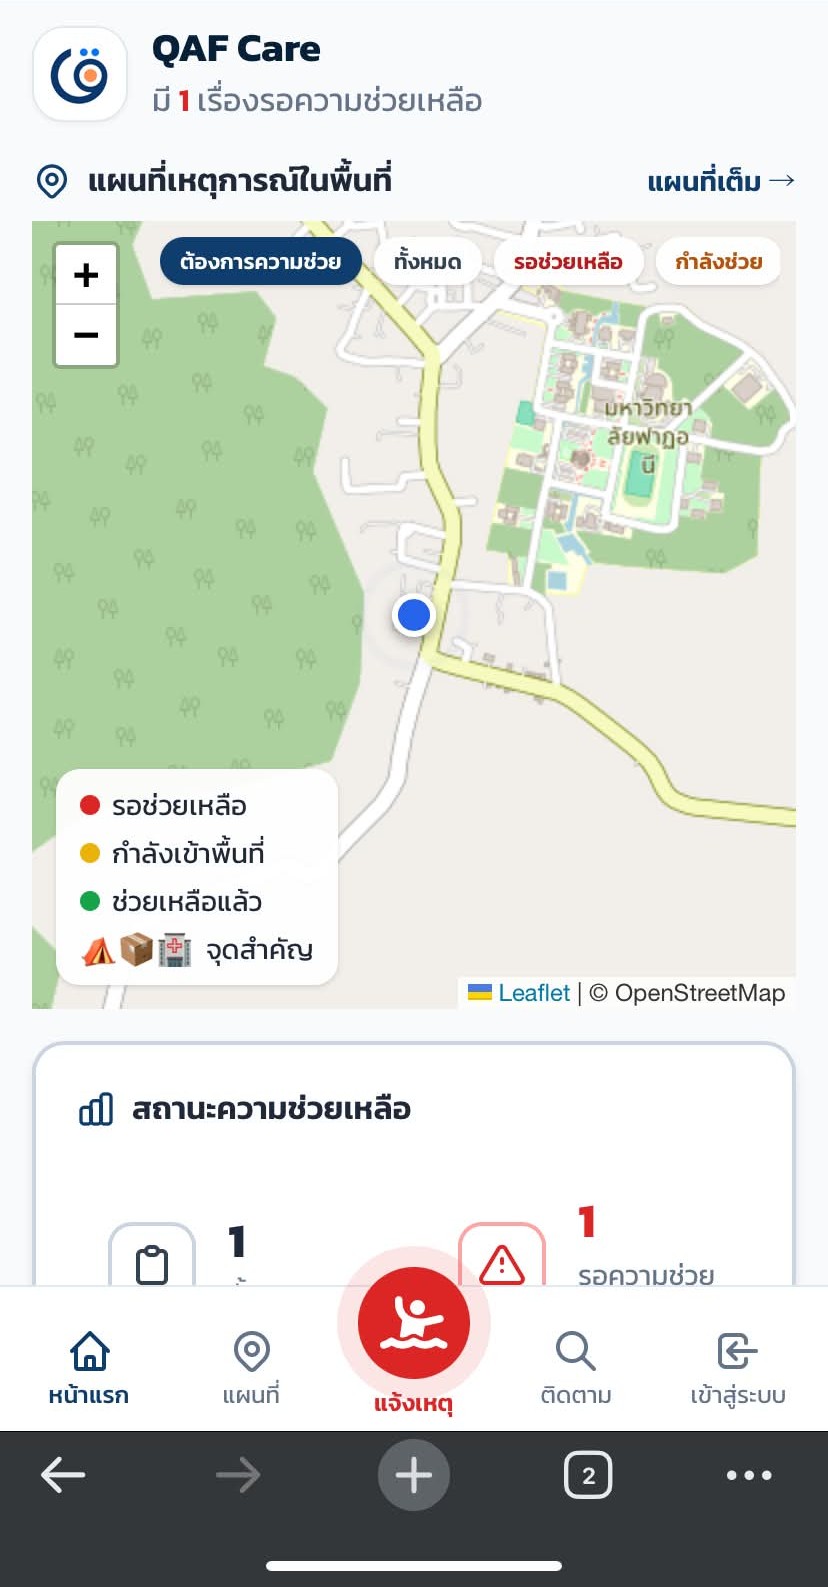 QAF Care
มี 1 เรื่องรอความช่วยเหลือ
แผนที่เหตุการณ์ในพื้นที่
แผนที่เต็ม →
+
−
ต้องการความช่วย
ทั้งหมด
รอช่วยเหลือ
กำลังช่วย
มหาวิทยา
ลัยฟาฏอ
นี
รอช่วยเหลือ
กำลังเข้าพื้นที่
ช่วยเหลือแล้ว
จุดสำคัญ
Leaflet | © OpenStreetMap
สถานะความช่วยเหลือ
1
1
รอความช่วย
หน้าแรก
แผนที่
แจ้งเหตุ
ติดตาม
เข้าสู่ระบบ
2